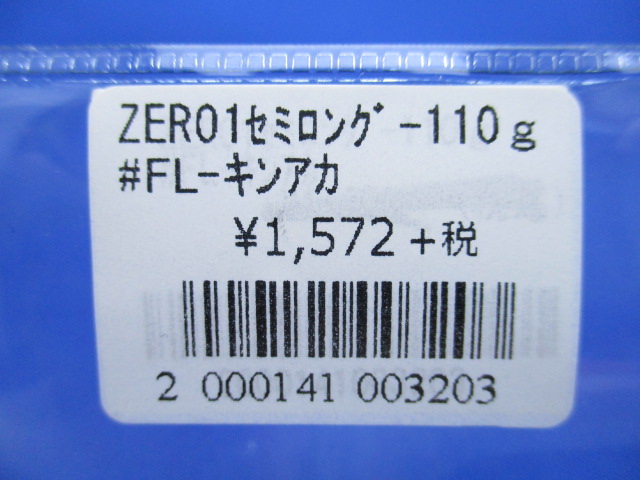 ZERO1ｾﾐﾛﾝｸﾞ-110g
#FL-ｷﾝｱｶ
¥1,572+税
2 000141 003203